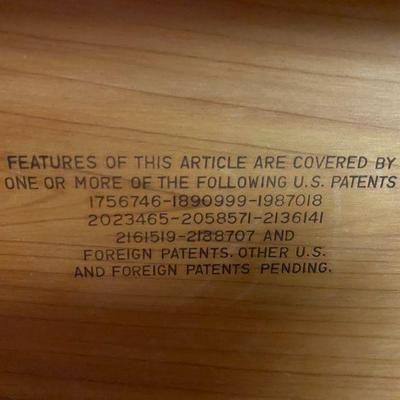 FEATURES OF THIS ARTICLE ARE COVERED BY
ONE OR MORE OF THE FOLLOWING U.S. PATENTS
1756746-1890999-1987018
2023465-2058571-2136141
2161519-2188707 AND
FOREIGN PATENTS. OTHER U.S.
AND FOREIGN PATENTS PENDING.